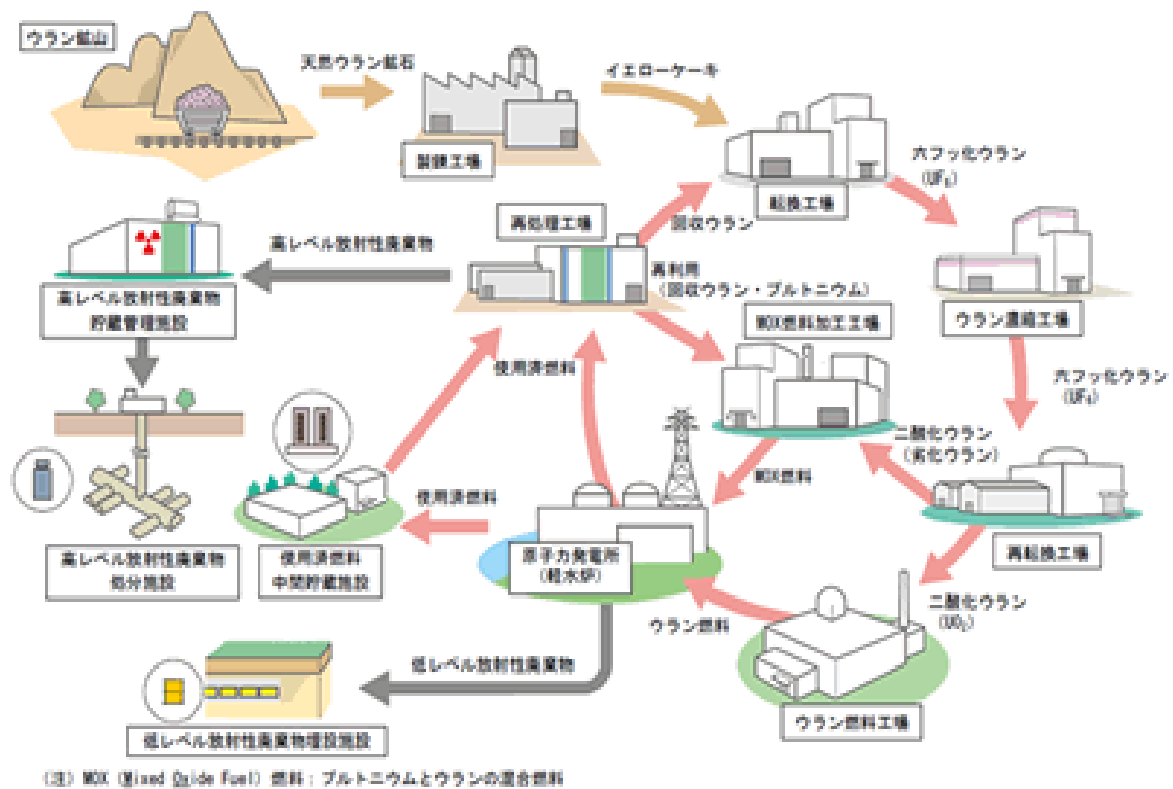 ウラン鉱山
天然ウラン鉱石
イエローケーキ
製錬工場
転換工場
六フッ化ウラン
(UF₆)
再処理工場
回収ウラン
高レベル放射性廃棄物
再利用
(回収ウラン・プルトニウム)
高レベル放射性廃棄物
貯蔵管理施設
MOX燃料加工工場
ウラン濃縮工場
使用済燃料
六フッ化ウラン
(UF₆)
二酸化ウラン
(劣化ウラン)
MOX燃料
使用済燃料
原子力発電所
(軽水炉)
再転換工場
高レベル放射性廃棄物
処分施設
使用済燃料
中間貯蔵施設
二酸化ウラン
(UO₂)
ウラン燃料
低レベル放射性廃棄物
ウラン燃料工場
低レベル放射性廃棄物埋設施設
(注) MOX (Mixed Oxide Fuel) 燃料:プルトニウムとウランの混合燃料